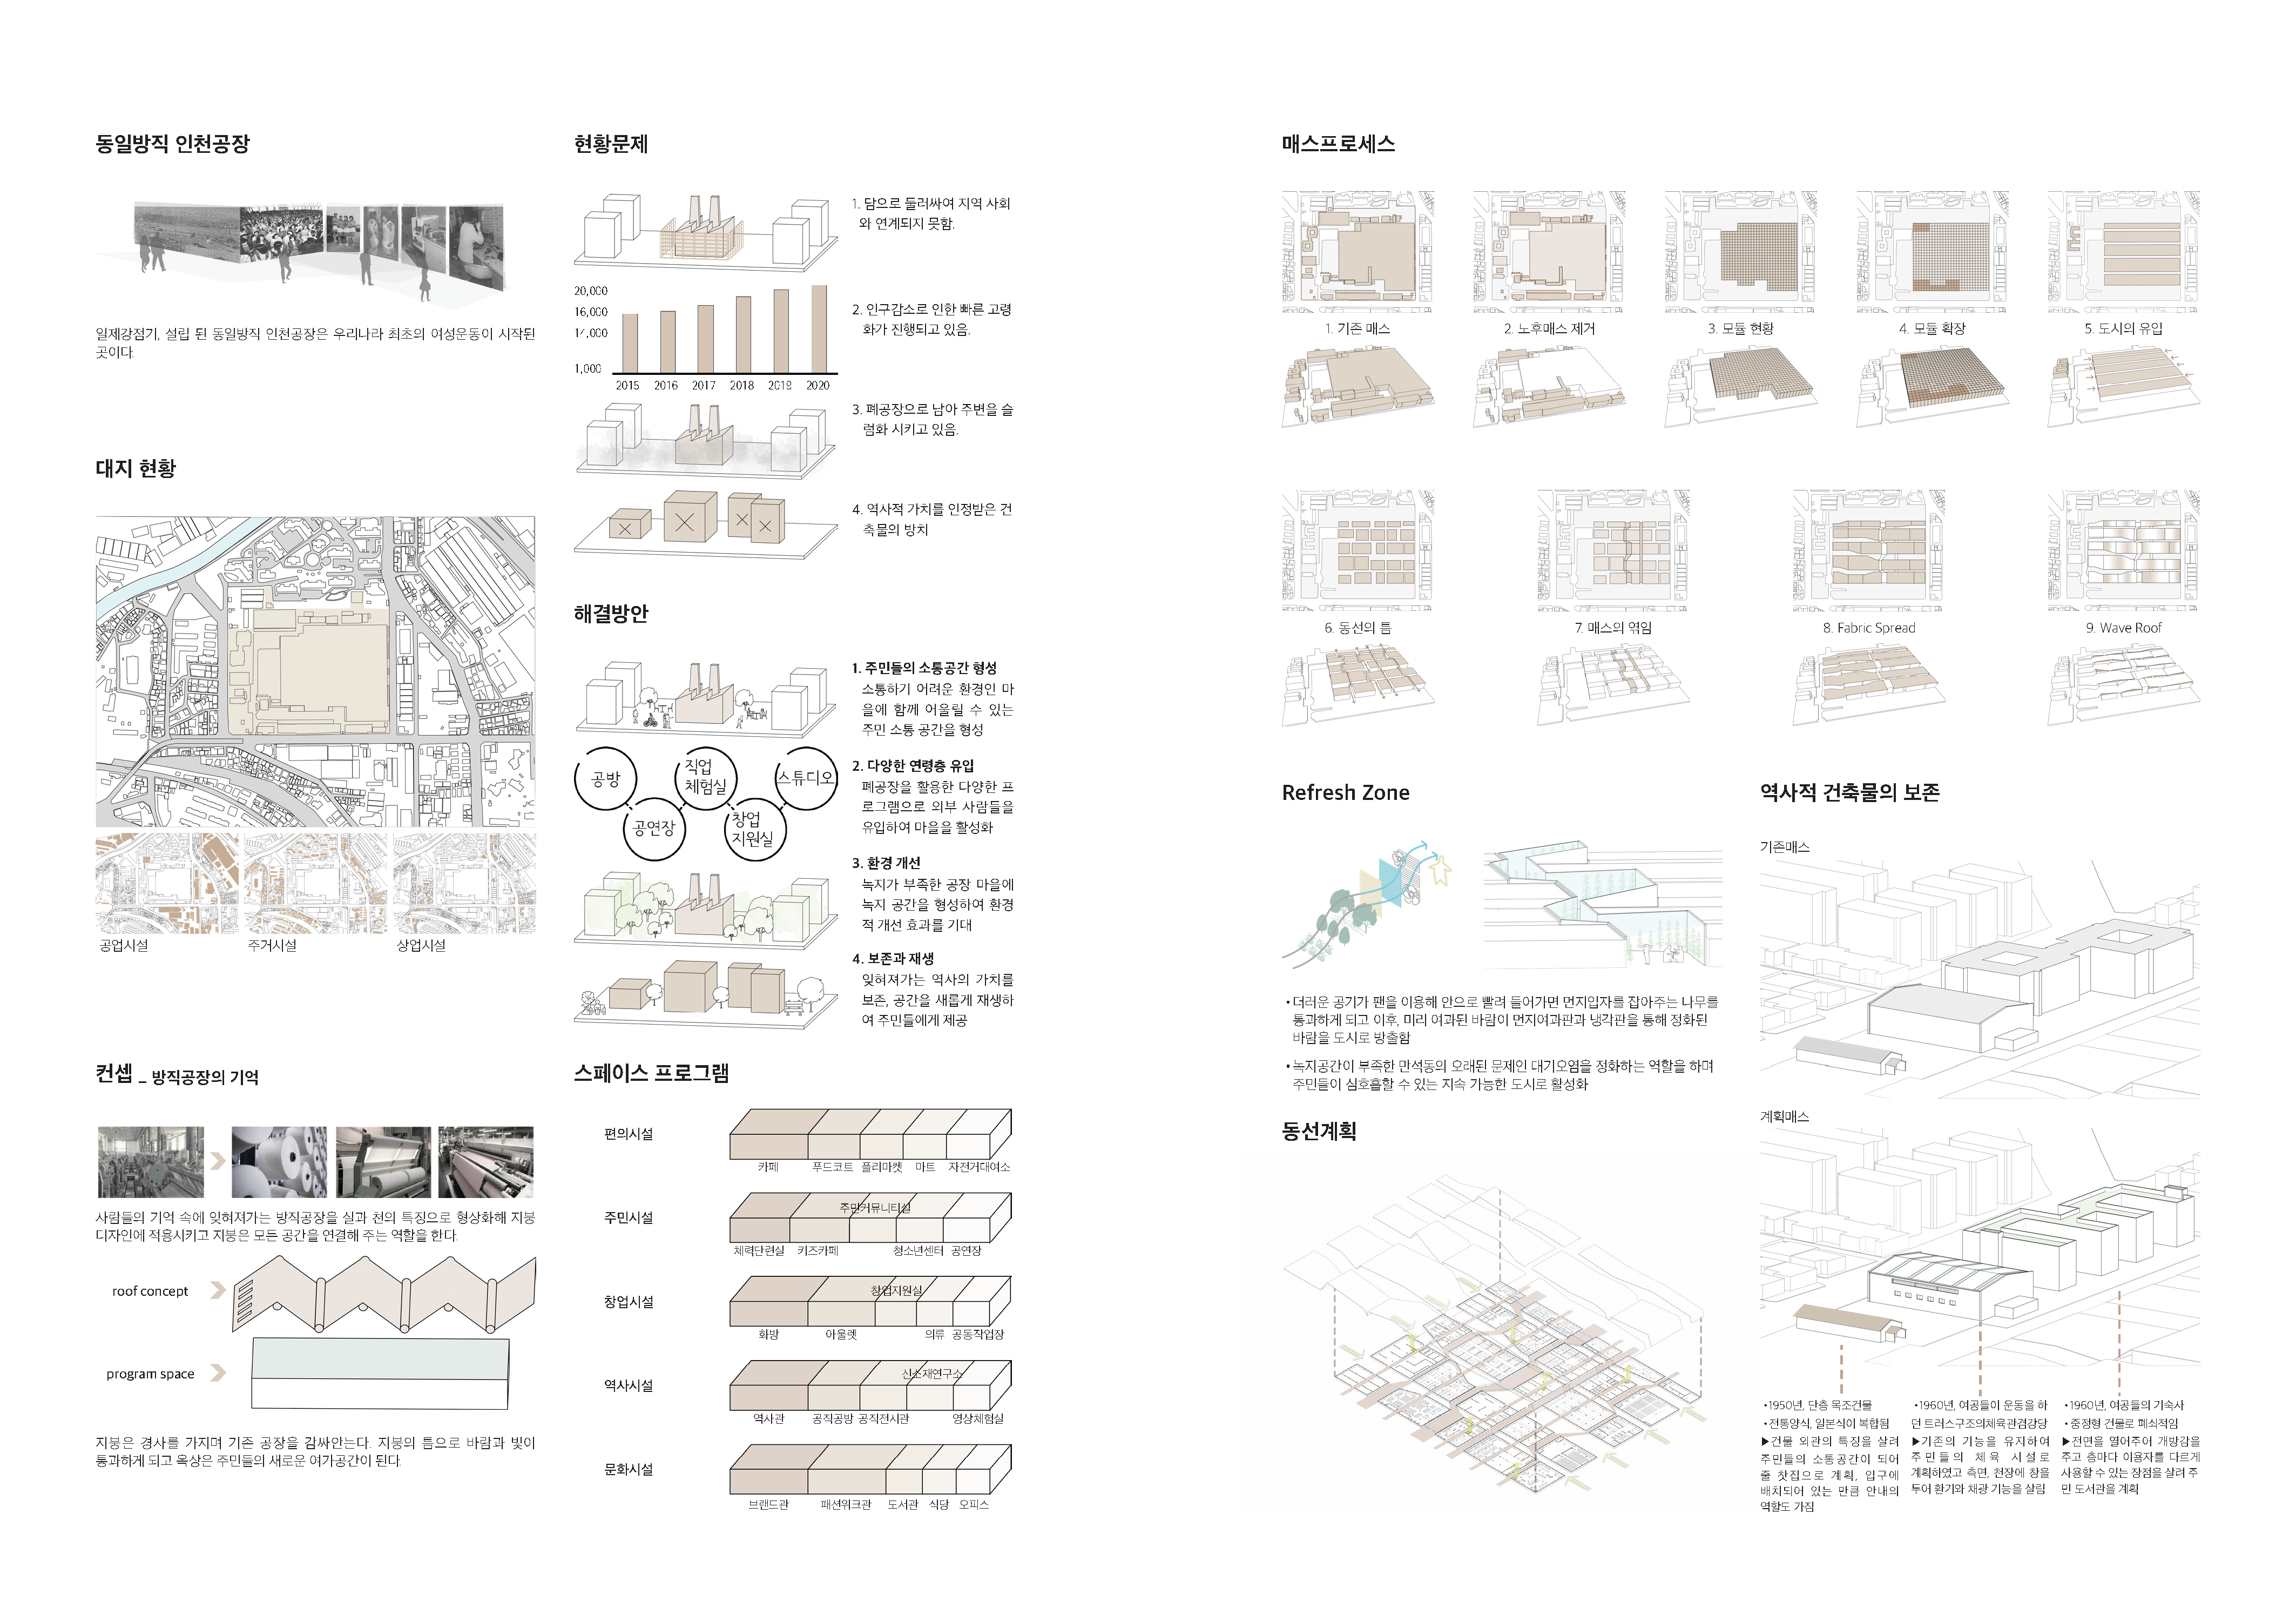 동일방직 인천공장
일제강점기, 설립 된 동일방직 인천공장은 우리나라 최초의 여성운동이 시작된
곳이다.
대지 현황
공업시설
주거시설
상업시설
컨셉 _ 방직공장의 기억
사람들의 기억 속에 잊혀져가는 방직공장을 실과 천의 특징으로 형상화해 지붕
디자인에 적용시키고 지붕은 모든 공간을 연결해 주는 역할을 한다.
roof concept
program space
지붕은 경사를 가지며 기존 공장을 감싸안는다. 지붕의 틈으로 바람과 빛이
통과하게 되고 옥상은 주민들의 새로운 여가공간이 된다.
현황문제
1. 담으로 둘러싸여 지역 사회
와 연계되지 못함.
20,000
16,000
14,000
1,000
2015 2016 2017 2018 2019 2020
2. 인구감소로 인한 빠른 고령
화가 진행되고 있음.
3. 폐공장으로 남아 주변을 슬
럼화 시키고 있음.
4. 역사적 가치를 인정받은 건
축물의 방치
해결방안
1. 주민들의 소통공간 형성
소통하기 어려운 환경인 마
을에 함께 어울릴 수 있는
주민 소통 공간을 형성
공방
직업
체험실
스튜디오
공연장
창업
지원실
2. 다양한 연령층 유입
폐공장을 활용한 다양한 프
로그램으로 외부 사람들을
유입하여 마을을 활성화
3. 환경 개선
녹지가 부족한 공장 마을에
녹지 공간을 형성하여 환경
적 개선 효과를 기대
4. 보존과 재생
잊혀져가는 역사의 가치를
보존, 공간을 새롭게 재생하
여 주민들에게 제공
스페이스 프로그램
편의시설
카페 푸드코트 플리마켓 마트 자전거대여소
주민시설
주민커뮤니티실
체력단련실 키즈카페 청소년센터 공연장
창업시설
창업지원실
화방 아울렛 의류 공동작업장
역사시설
신소재연구소
역사관 공직공방 공직전시관 영상체험실
문화시설
브랜드관 패션워크관 도서관 식당 오피스
매스프로세스
1. 기존 매스
2. 노후매스 제거
3. 모듈 현황
4. 모듈 확장
5. 도시의 유입
6. 동선의 틈
7. 매스의 엮임
8. Fabric Spread
9. Wave Roof
Refresh Zone
•더러운 공기가 팬을 이용해 안으로 빨려 들어가면 먼지입자를 잡아주는 나무를
통과하게 되고 이후, 미리 여과된 바람이 먼지여과판과 냉각판을 통해 정화된
바람을 도시로 방출함
•녹지공간이 부족한 만석동의 오래된 문제인 대기오염을 정화하는 역할을 하며
주민들이 심호흡할 수 있는 지속 가능한 도시로 활성화
동선계획
역사적 건축물의 보존
기존매스
계획매스
•1950년, 단층 목조건물
•전통양식, 일본식이 복합됨
▶건물 외관의 특징을 살려
주민들의 소통공간이 되어
줄 찻집으로 계획, 입구에
배치되어 있는 만큼 안내의
역할도 가짐
•1960년, 여공들이 운동을 하
던 트러스구조의체육관겸강당
▶기존의 기능을 유지하여
주민들의 체육 시설로
계획하였고 측면, 천장에 창을
두어 환기와 채광 기능을 살림
•1960년, 여공들의 기숙사
•중정형 건물로 폐쇠적임
▶전면을 열어주어 개방감을
주고 층마다 이용자를 다르게
사용할 수 있는 장점을 살려 주
민 도서관을 계획